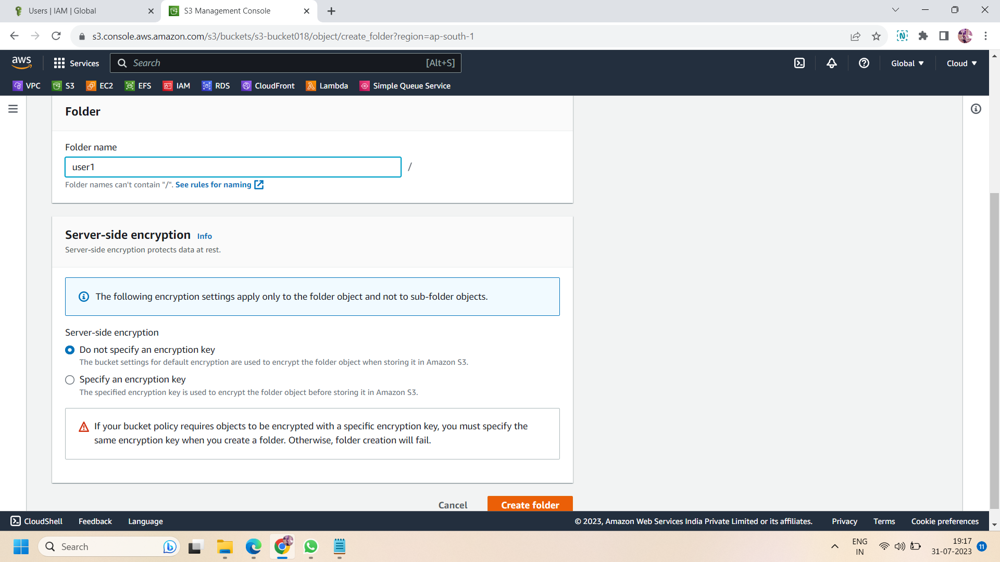 Users | IAM | Global
S3 Management Console
s3.console.aws.amazon.com/s3/buckets/s3-bucket018/object/create_folder?region=ap-south-1
aws
Services
Search
[Alt+S]
Global
Cloud
VPC
S3
EC2
EFS
IAM
RDS
CloudFront
Lambda
Simple Queue Service
Folder
Folder name
user1
/
Folder names can't contain "/". See rules for naming
Server-side encryption Info
Server-side encryption protects data at rest.
The following encryption settings apply only to the folder object and not to sub-folder objects.
Server-side encryption
Do not specify an encryption key
The bucket settings for default encryption are used to encrypt the folder object when storing it in Amazon S3.
Specify an encryption key
The specified encryption key is used to encrypt the folder object before storing it in Amazon S3.
If your bucket policy requires objects to be encrypted with a specific encryption key, you must specify the
same encryption key when you create a folder. Otherwise, folder creation will fail.
Cancel
Create folder
CloudShell
Feedback
Language
© 2023, Amazon Web Services India Private Limited or its affiliates.
Privacy
Terms
Cookie preferences
Search
ENG
IN
19:17
31-07-2023
11